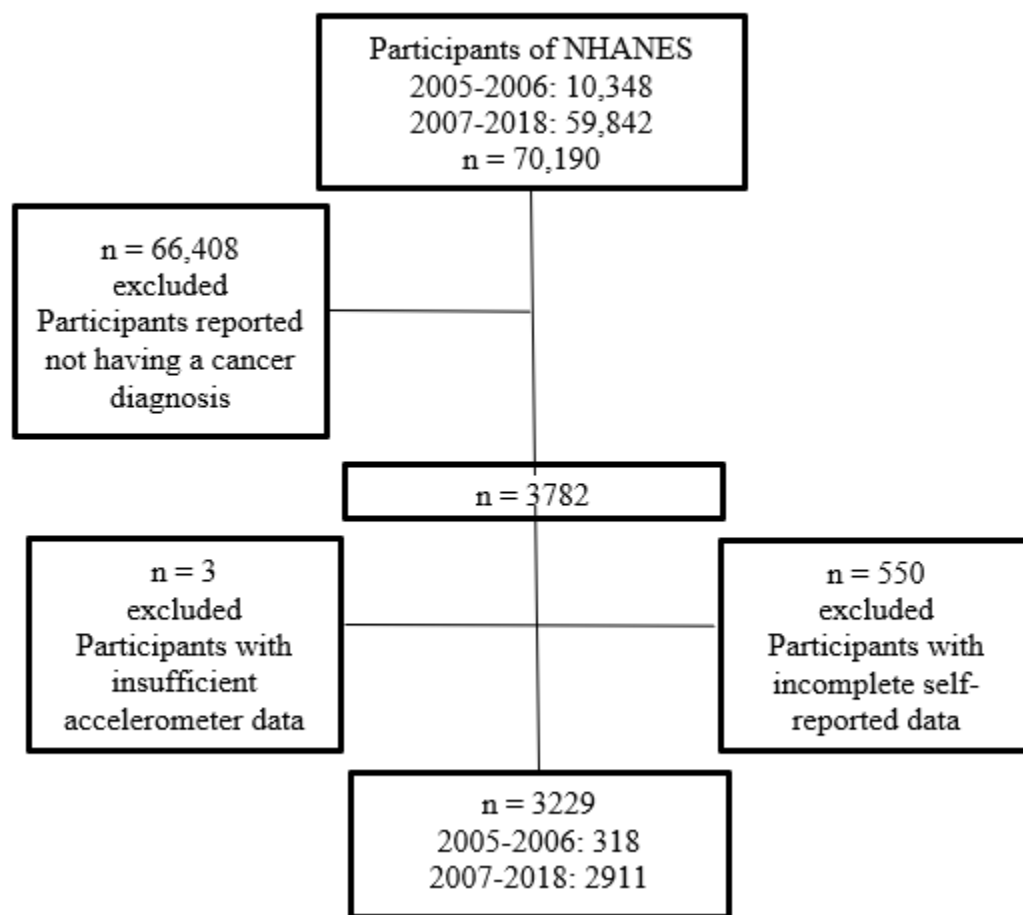 Participants of NHANES
2005-2006: 10,348
2007-2018: 59,842
n = 70,190
n = 66,408
excluded
Participants reported
not having a cancer
diagnosis
n = 3782
n = 3
excluded
Participants with
insufficient
accelerometer data
n = 550
excluded
Participants with
incomplete self-
reported data
n = 3229
2005-2006: 318
2007-2018: 2911